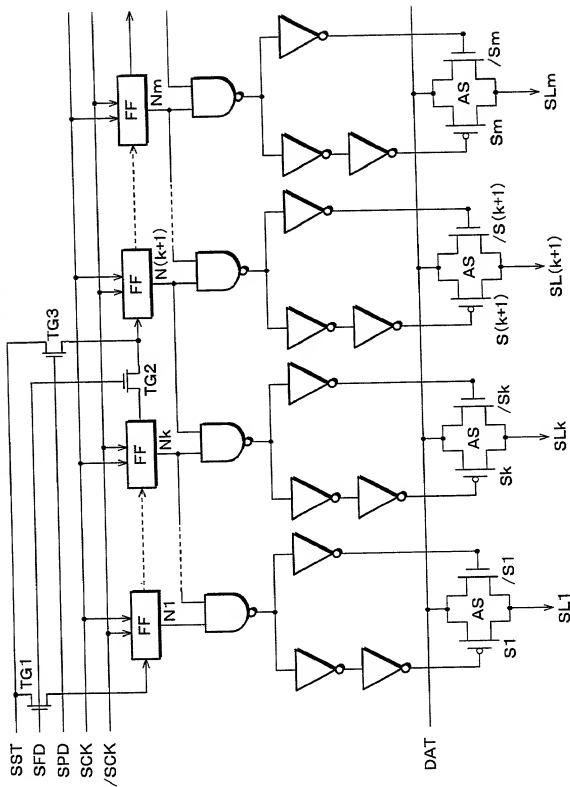 SST
SFD
SPD
SCK
/SCK
TG1
TG2
TG3
FF
FF
FF
FF
N1
Nk
N(k+1)
Nm
DAT
AS
AS
AS
AS
S1
/S1
Sk
/Sk
S(k+1)
/S(k+1)
Sm
/Sm
SL1
SLk
SL(k+1)
SLm